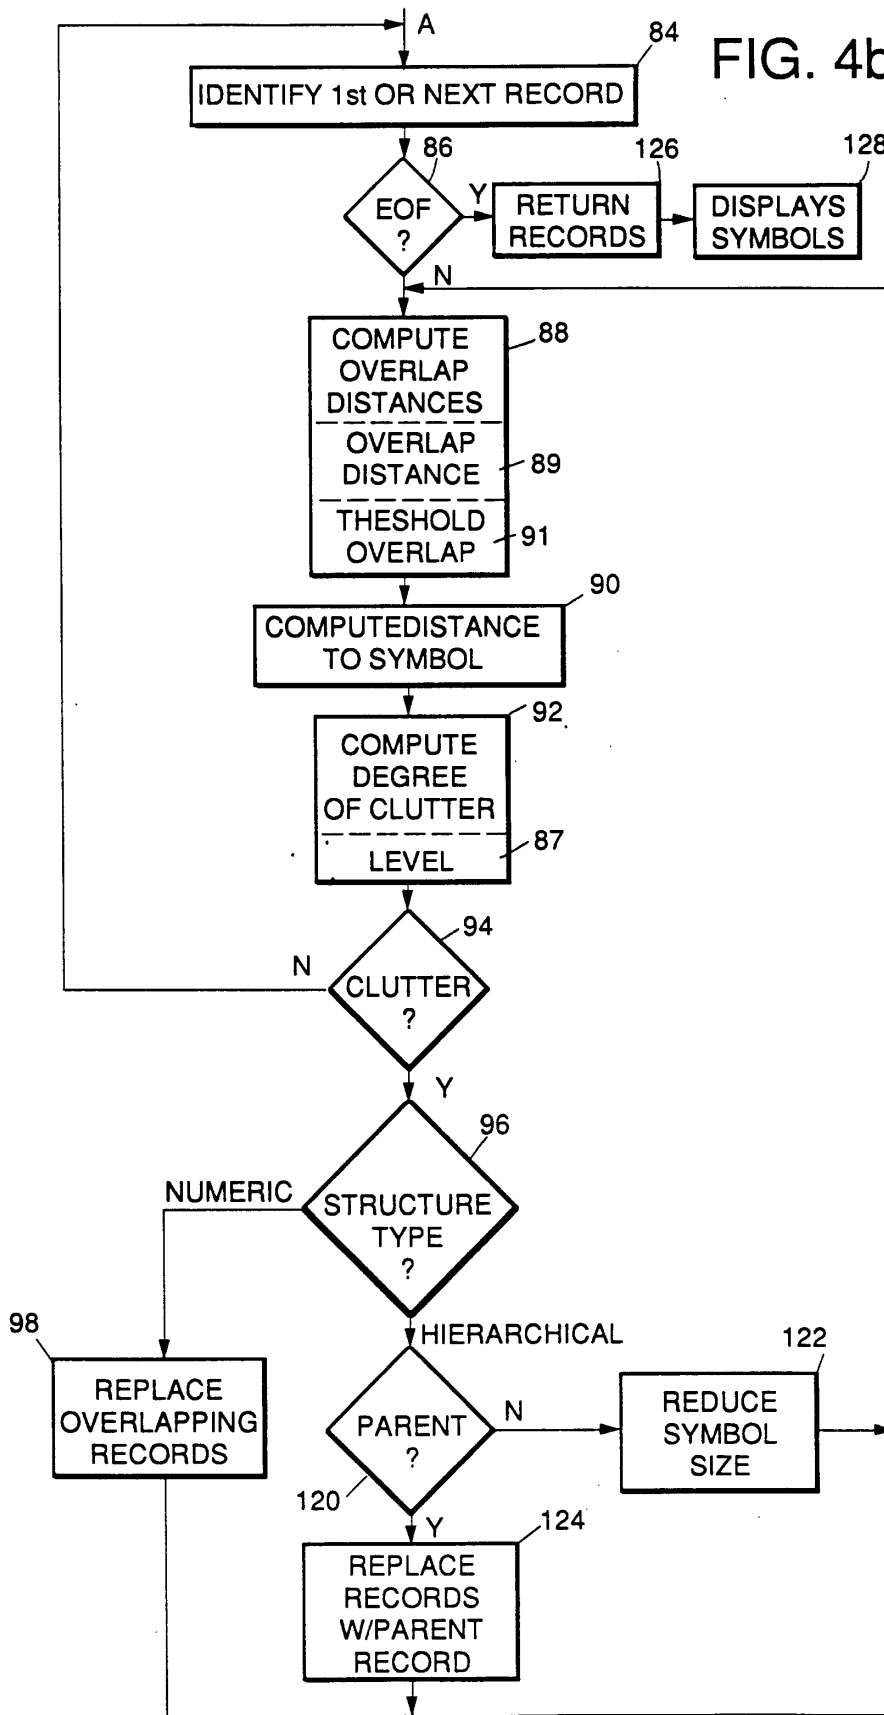 A
84
FIG. 4b
IDENTIFY 1st OR NEXT RECORD
86
126
128
EOF
?
Y
RETURN
RECORDS
DISPLAYS
SYMBOLS
N
COMPUTE
OVERLAP
DISTANCES
88
OVERLAP
DISTANCE
89
THESHOLD
OVERLAP
91
90
COMPUTEDISTANCE
TO SYMBOL
92
COMPUTE
DEGREE
OF CLUTTER
87
LEVEL
94
N
CLUTTER
?
Y
96
NUMERIC
STRUCTURE
TYPE
?
98
HIERARCHICAL
122
REPLACE
OVERLAPPING
RECORDS
PARENT
?
N
REDUCE
SYMBOL
SIZE
120
Y
124
REPLACE
RECORDS
W/PARENT
RECORD